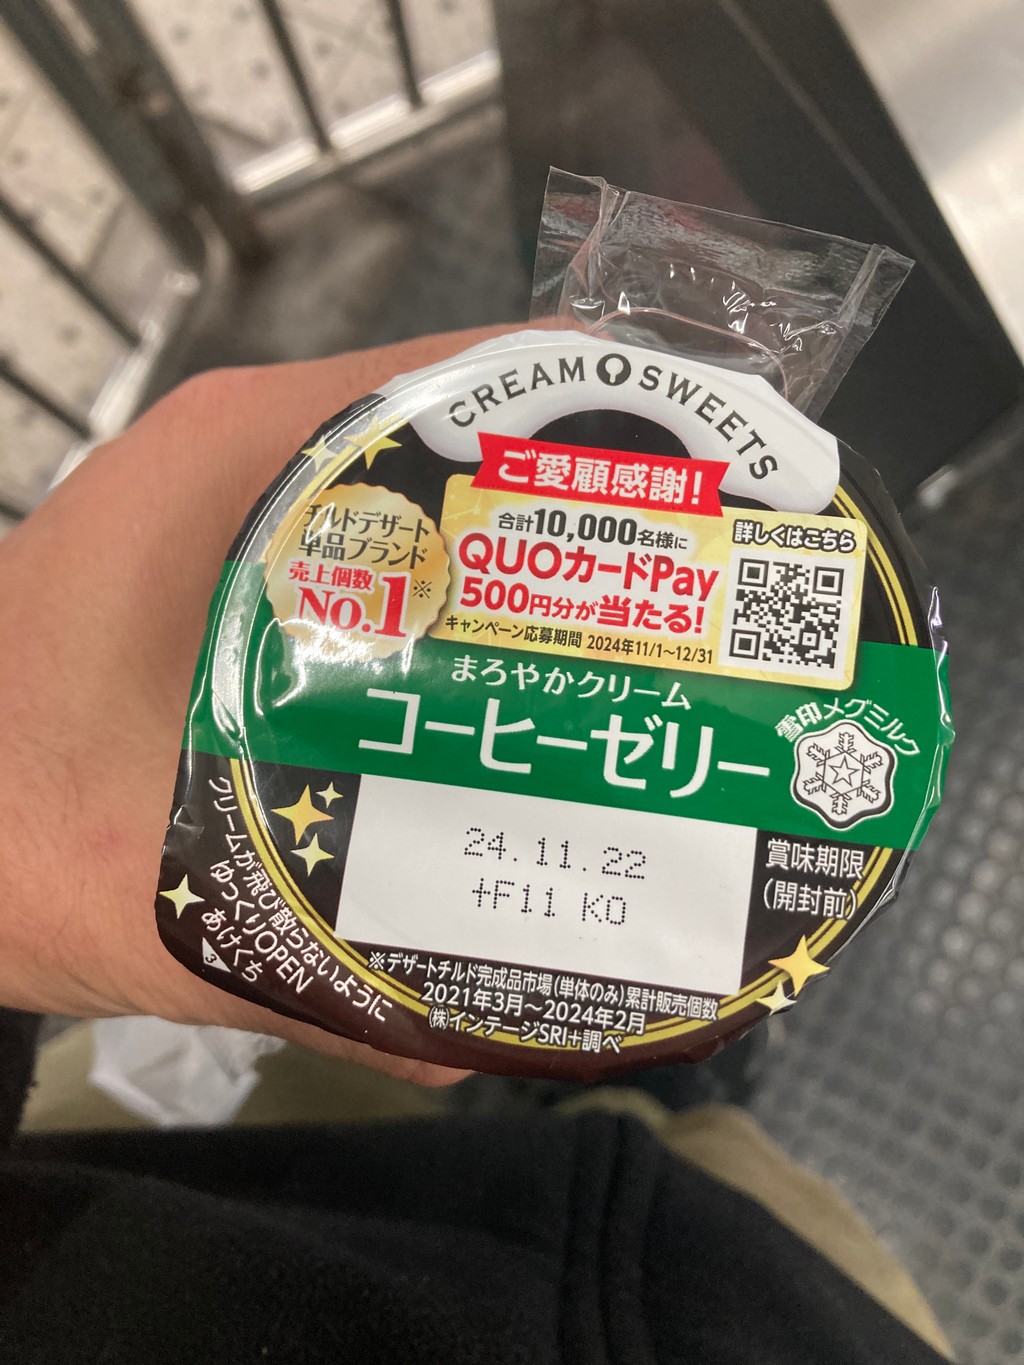 CREAM SWEETS
ご愛顧感謝!
チルドデザート
単品ブランド
売上個数
No.1※
合計10,000名様に
QUOカードPay
500円分が当たる!
キャンペーン応募期間 2024年11/1~12/31
詳しくはこちら
まろやかクリーム
コーヒーゼリー
雪印メグミルク
24.11.22
+F11 KO
賞味期限
(開封前)
クリームが飛び散らないように
ゆっくりOPEN
あけくち
3
※デザートチルド完成品市場(単体のみ)累計販売個数
2021年3月~2024年2月
(株)インテージSRI+調べ